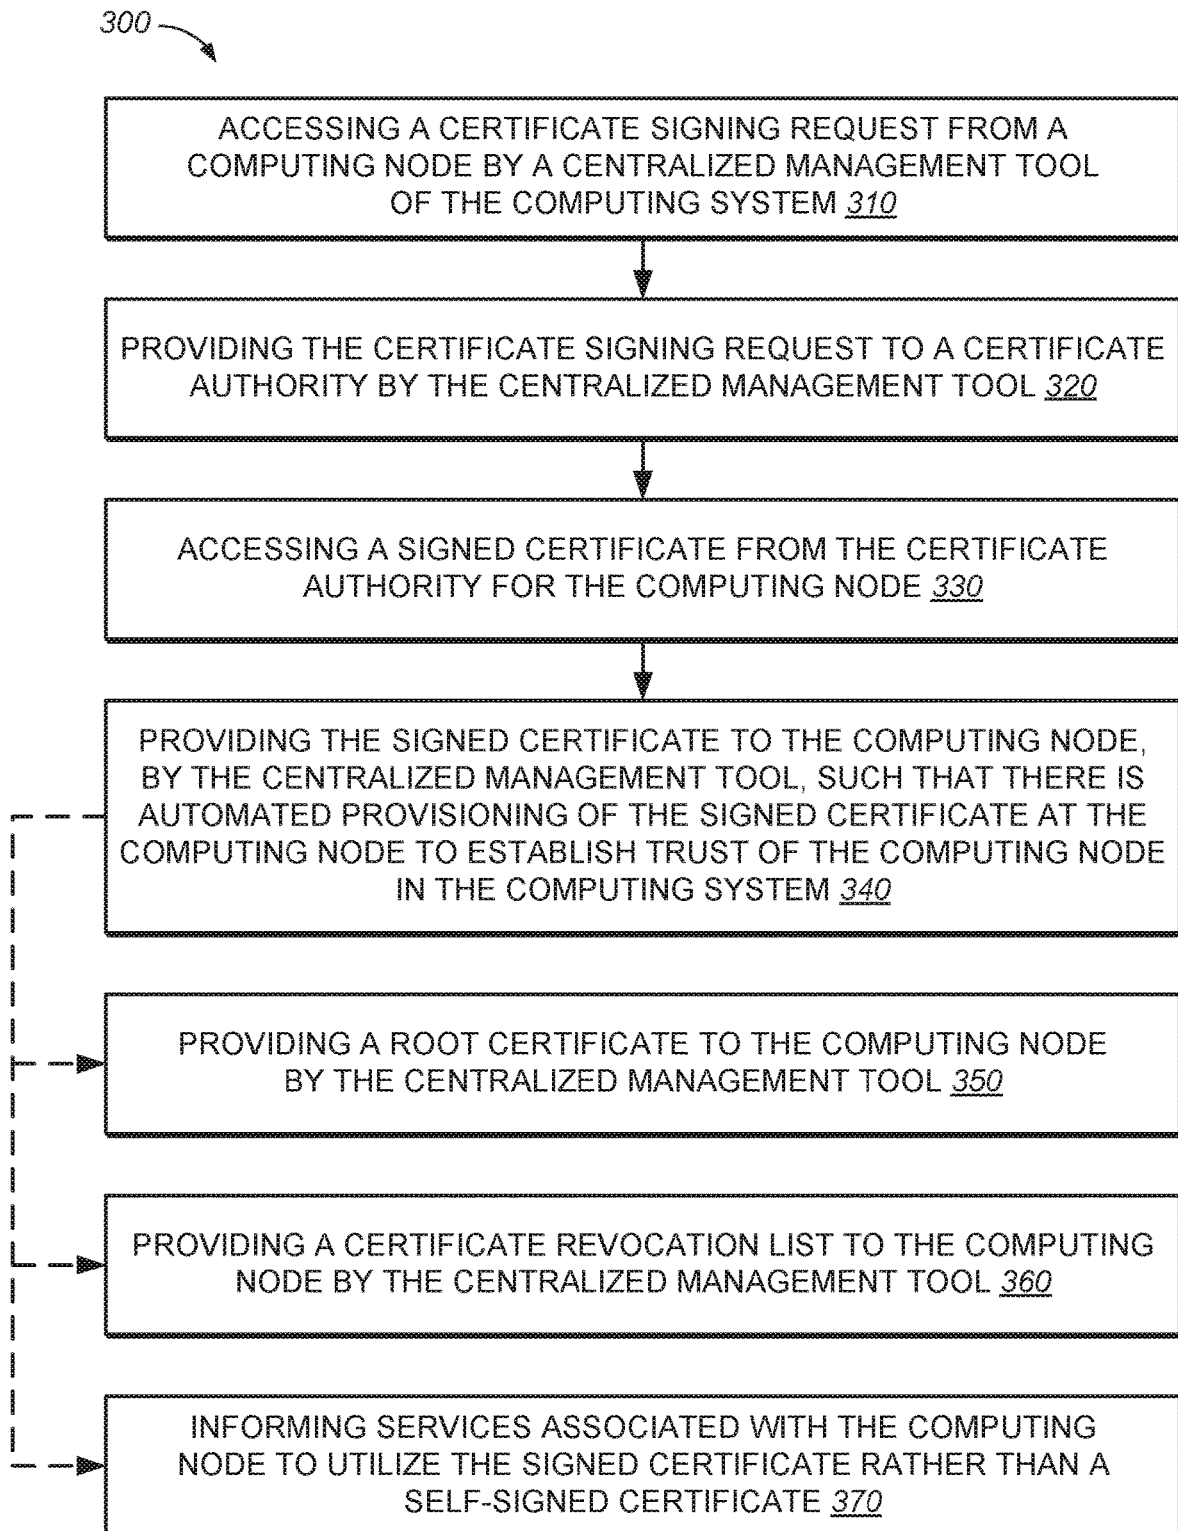 300
ACCESSING A CERTIFICATE SIGNING REQUEST FROM A
COMPUTING NODE BY A CENTRALIZED MANAGEMENT TOOL
OF THE COMPUTING SYSTEM 310
PROVIDING THE CERTIFICATE SIGNING REQUEST TO A CERTIFICATE
AUTHORITY BY THE CENTRALIZED MANAGEMENT TOOL 320
ACCESSING A SIGNED CERTIFICATE FROM THE CERTIFICATE
AUTHORITY FOR THE COMPUTING NODE 330
PROVIDING THE SIGNED CERTIFICATE TO THE COMPUTING NODE,
BY THE CENTRALIZED MANAGEMENT TOOL, SUCH THAT THERE IS
AUTOMATED PROVISIONING OF THE SIGNED CERTIFICATE AT THE
COMPUTING NODE TO ESTABLISH TRUST OF THE COMPUTING NODE
IN THE COMPUTING SYSTEM 340
PROVIDING A ROOT CERTIFICATE TO THE COMPUTING NODE
BY THE CENTRALIZED MANAGEMENT TOOL 350
PROVIDING A CERTIFICATE REVOCATION LIST TO THE COMPUTING
NODE BY THE CENTRALIZED MANAGEMENT TOOL 360
INFORMING SERVICES ASSOCIATED WITH THE COMPUTING
NODE TO UTILIZE THE SIGNED CERTIFICATE RATHER THAN A
SELF-SIGNED CERTIFICATE 370